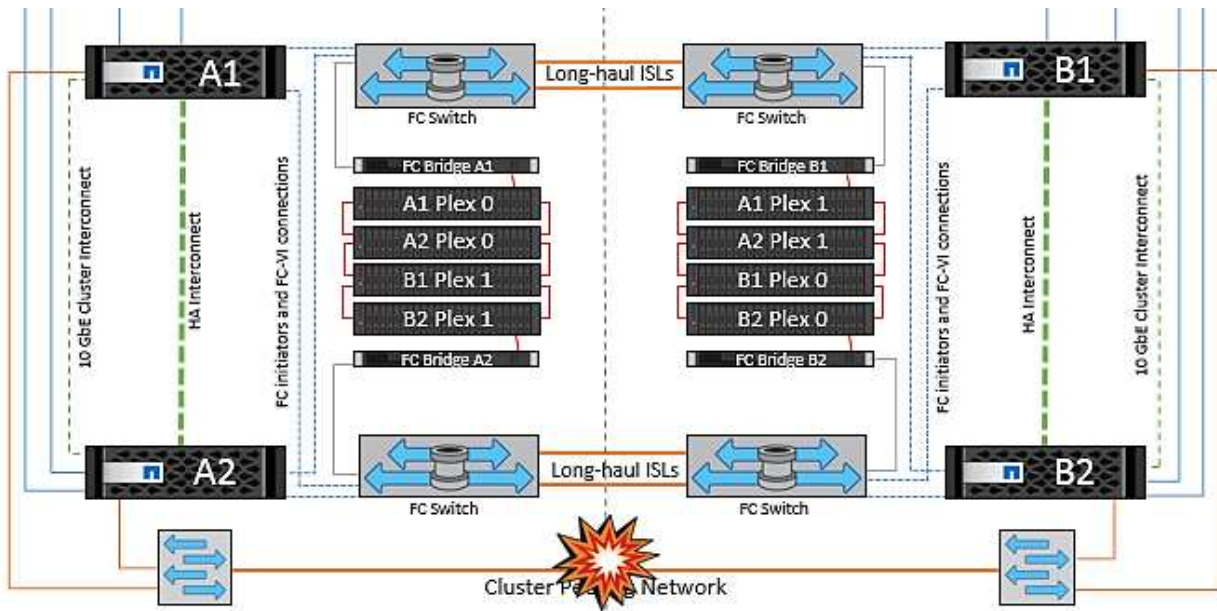 A1
B1
Long-haul ISLs
FC Switch
FC Switch
FC Bridge A1
FC Bridge B1
A1 Plex 0
A1 Plex 1
A2 Plex 0
A2 Plex 1
B1 Plex 1
B1 Plex 0
B2 Plex 1
B2 Plex 0
FC Bridge A2
FC Bridge B2
10 GbE Cluster Interconnect
HA Interconnect
FC initiators and FC-VI connections
FC initiators and FC-VI connections
HA Interconnect
10 GbE Cluster Interconnect
A2
B2
Long-haul ISLs
FC Switch
FC Switch
Cluster Network